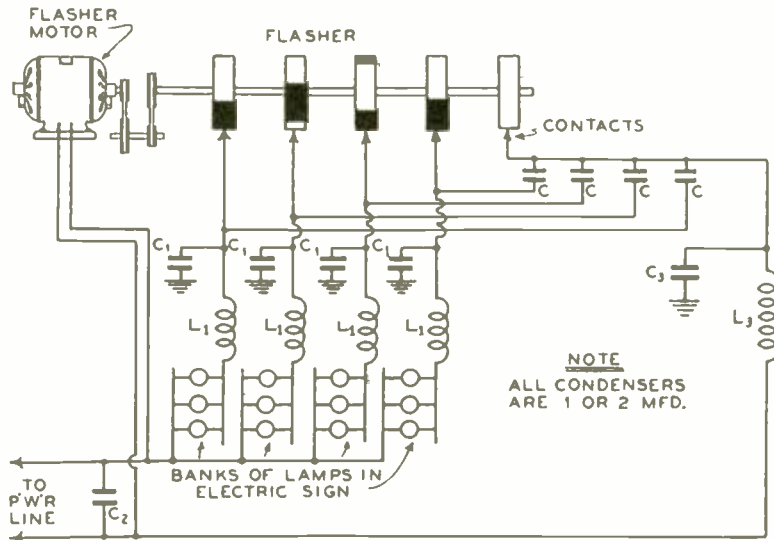 FLASHER
MOTOR
FLASHER
CONTACTS
C C C C
C₁ C₁ C₁ C₁
C₃
L₁ L₁ L₁ L₁
L₃
NOTE
ALL CONDENSERS
ARE 1 OR 2 MFD.
BANKS OF LAMPS IN
ELECTRIC SIGN
TO
P'W'R
LINE
C₂